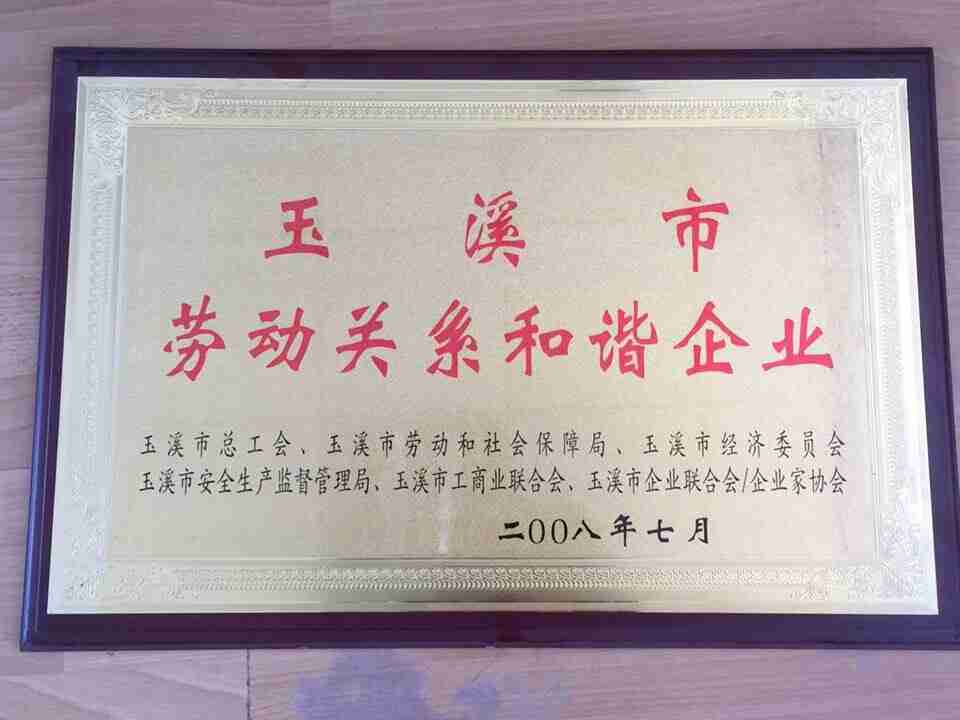 玉溪市
劳动关系和谐企业
玉溪市总工会、玉溪市劳动和社会保障局、玉溪市经济委员会
玉溪市安全生产监督管理局、玉溪市工商业联合会、玉溪市企业联合会/企业家协会
二00八年七月